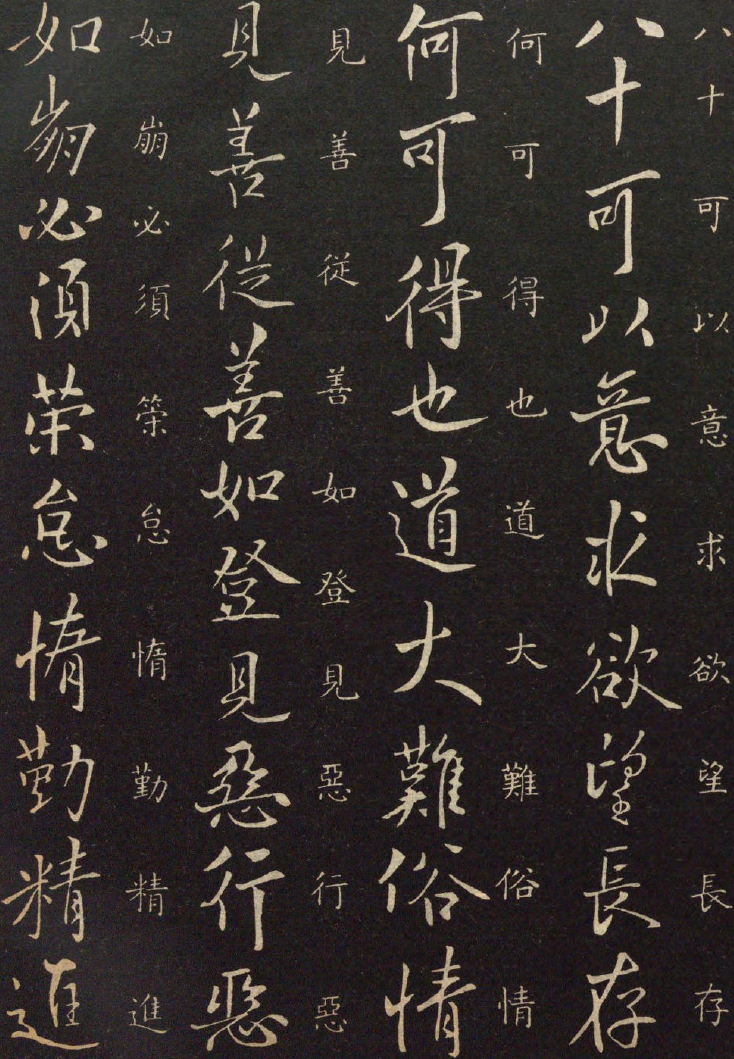 八十可以意求欲望長存
八十可以意求欲望長存
何可得也道大難俗情
何可得也道大難俗情
見善從善如登見惡行惡
見善從善如登見惡行惡
如崩必須策怠惰勤精進
如崩必須策怠惰勤精進